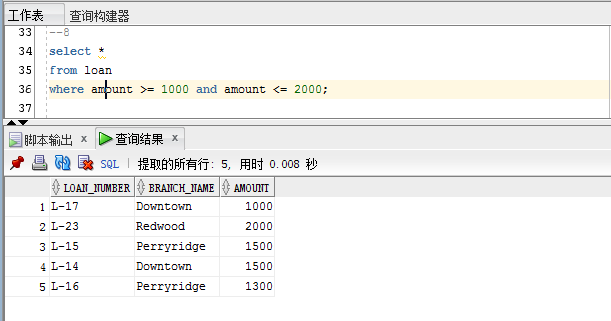 工作表 查询构建器
33 --8
34 select *
35 from loan
36 where amount >= 1000 and amount <= 2000;
37
脚本输出 x 查询结果 x
SQL | 提取的所有行: 5, 用时 0.008 秒
LOAN_NUMBER BRANCH_NAME AMOUNT
1 L-17 Downtown 1000
2 L-23 Redwood 2000
3 L-15 Perryridge 1500
4 L-14 Downtown 1500
5 L-16 Perryridge 1300